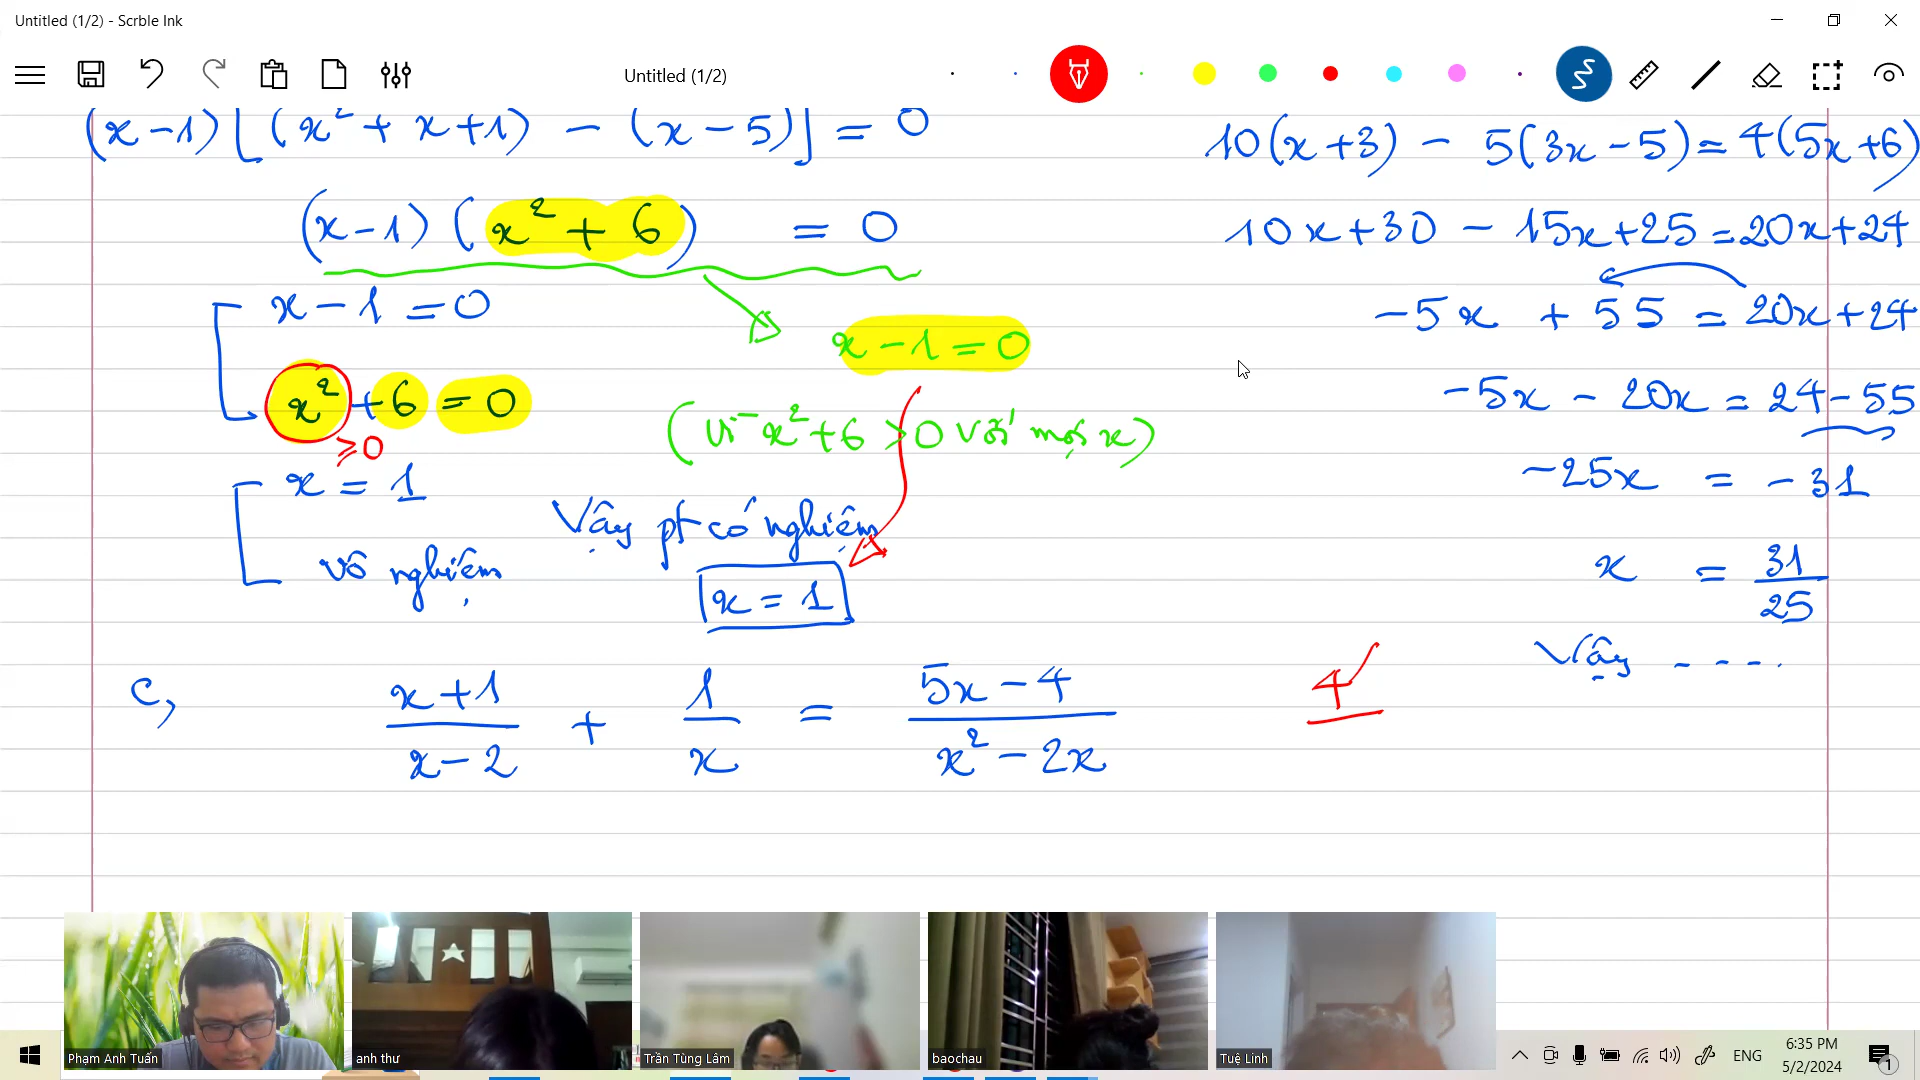 Untitled (1/2) - Scrble Ink
Untitled (1/2)
(x-1)[(x² + x+1) - (x-5)] = 0
(x-1)(x² + 6) = 0
x - 1 = 0
x - 1 = 0
x² + 6 = 0
≥0
(vì x²+6 > 0 với mọi x)
x = 1
vô nghiệm
Vậy pt có nghiệm
x = 1
10(x+3) - 5(3x-5) = 4(5x+6)
10x+30 - 15x+25 = 20x+24
-5x + 55 = 20x+24
-5x - 20x = 24-55
-25x = -31
x = 31/25
Vậy - - - -
c, (x+1)/(x-2) + 1/x = (5x-4)/(x²-2x)
4
Phạm Anh Tuấn
anh thư
Trần Tùng Lâm
baochau
Tuệ Linh
ENG
6:35 PM
5/2/2024
1